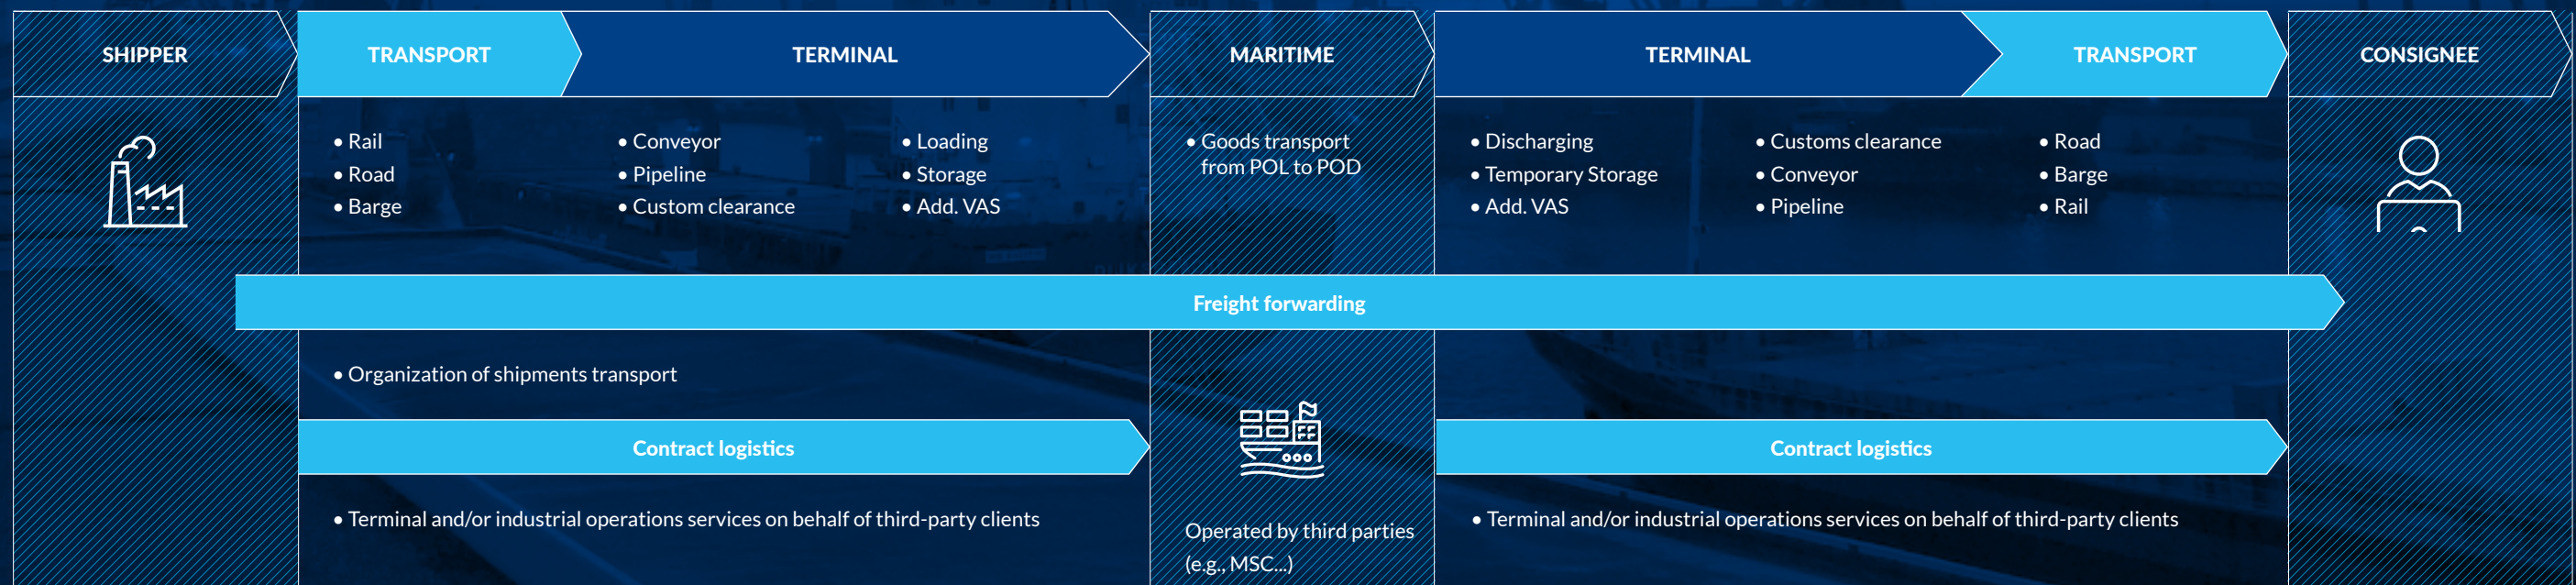 SHIPPER
TRANSPORT
TERMINAL
MARITIME
TERMINAL
TRANSPORT
CONSIGNEE
• Rail
• Road
• Barge
• Conveyor
• Pipeline
• Custom clearance
• Loading
• Storage
• Add. VAS
• Goods transport
from POL to POD
• Discharging
• Temporary Storage
• Add. VAS
• Customs clearance
• Conveyor
• Pipeline
• Road
• Barge
• Rail
Freight forwarding
• Organization of shipments transport
Contract logistics
Contract logistics
• Terminal and/or industrial operations services on behalf of third-party clients
Operated by third parties
(e.g., MSC...)
• Terminal and/or industrial operations services on behalf of third-party clients